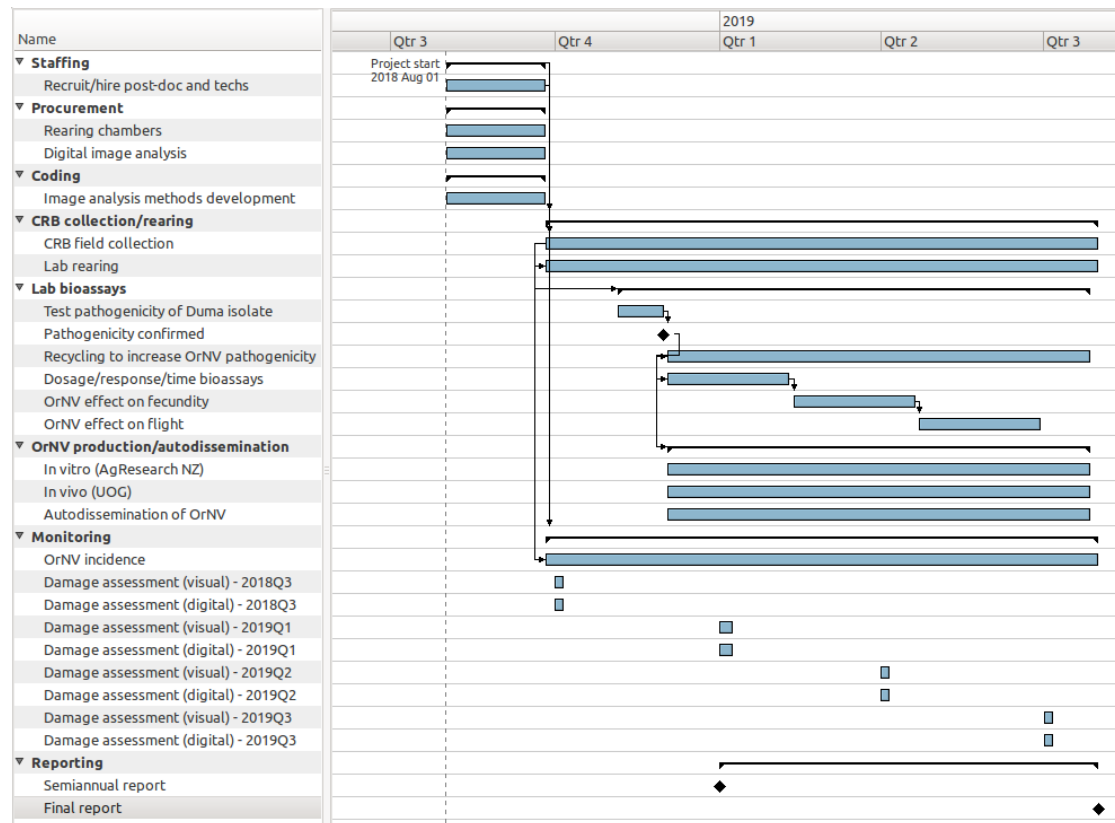 2019
Name
Qtr 3
Qtr 4
Qtr 1
Qtr 2
Qtr 3
Staffing
Project start
2018 Aug 01
Recruit/hire post-doc and techs
Procurement
Rearing chambers
Digital image analysis
Coding
Image analysis methods development
CRB collection/rearing
CRB field collection
Lab rearing
Lab bioassays
Test pathogenicity of Duma isolate
Pathogenicity confirmed
Recycling to increase OrNV pathogenicity
Dosage/response/time bioassays
OrNV effect on fecundity
OrNV effect on flight
OrNV production/autodissemination
In vitro (AgResearch NZ)
In vivo (UOG)
Autodissemination of OrNV
Monitoring
OrNV incidence
Damage assessment (visual) - 2018Q3
Damage assessment (digital) - 2018Q3
Damage assessment (visual) - 2019Q1
Damage assessment (digital) - 2019Q1
Damage assessment (visual) - 2019Q2
Damage assessment (digital) - 2019Q2
Damage assessment (visual) - 2019Q3
Damage assessment (digital) - 2019Q3
Reporting
Semiannual report
Final report